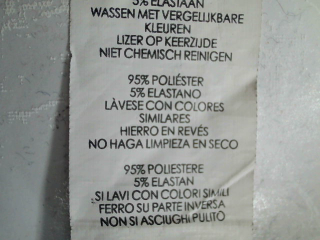 5% ELASTAAN
WASSEN MET VERGELIJKBARE
KLEUREN
LIZER OP KEERZIJDE
NIET CHEMISCH REINIGEN
95% POLIÉSTER
5% ELASTANO
LÀVESE CON COLORES
SIMILARES
HIERRO EN REVÉS
NO HAGA LIMPIEZA EN SECO
95% POLIESTERE
5% ELASTAN
SI LAVI CON COLORI SIMILI
FERRO SU PARTE INVERSA
NON SI ASCIUGHI PULITO